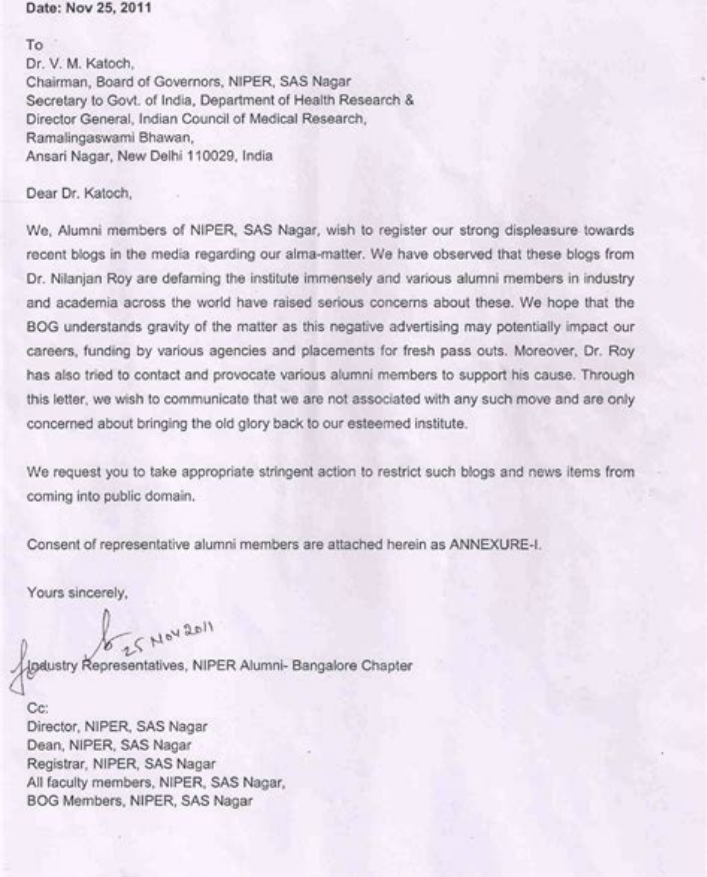 Date: Nov 25, 2011
To
Dr. V. M. Katoch,
Chairman, Board of Governors, NIPER, SAS Nagar
Secretary to Govt. of India, Department of Health Research &
Director General, Indian Council of Medical Research,
Ramalingaswami Bhawan,
Ansari Nagar, New Delhi 110029, India
Dear Dr. Katoch,
We, Alumni members of NIPER, SAS Nagar, wish to register our strong displeasure towards
recent blogs in the media regarding our alma-matter. We have observed that these blogs from
Dr. Nilanjan Roy are defaming the institute immensely and various alumni members in industry
and academia across the world have raised serious concerns about these. We hope that the
BOG understands gravity of the matter as this negative advertising may potentially impact our
careers, funding by various agencies and placements for fresh pass outs. Moreover, Dr. Roy
has also tried to contact and provocate various alumni members to support his cause. Through
this letter, we wish to communicate that we are not associated with any such move and are only
concerned about bringing the old glory back to our esteemed institute.
We request you to take appropriate stringent action to restrict such blogs and news items from
coming into public domain.
Consent of representative alumni members are attached herein as ANNEXURE-I.
Yours sincerely,
25 NOV 2011
Industry Representatives, NIPER Alumni- Bangalore Chapter
Cc:
Director, NIPER, SAS Nagar
Dean, NIPER, SAS Nagar
Registrar, NIPER, SAS Nagar
All faculty members, NIPER, SAS Nagar,
BOG Members, NIPER, SAS Nagar